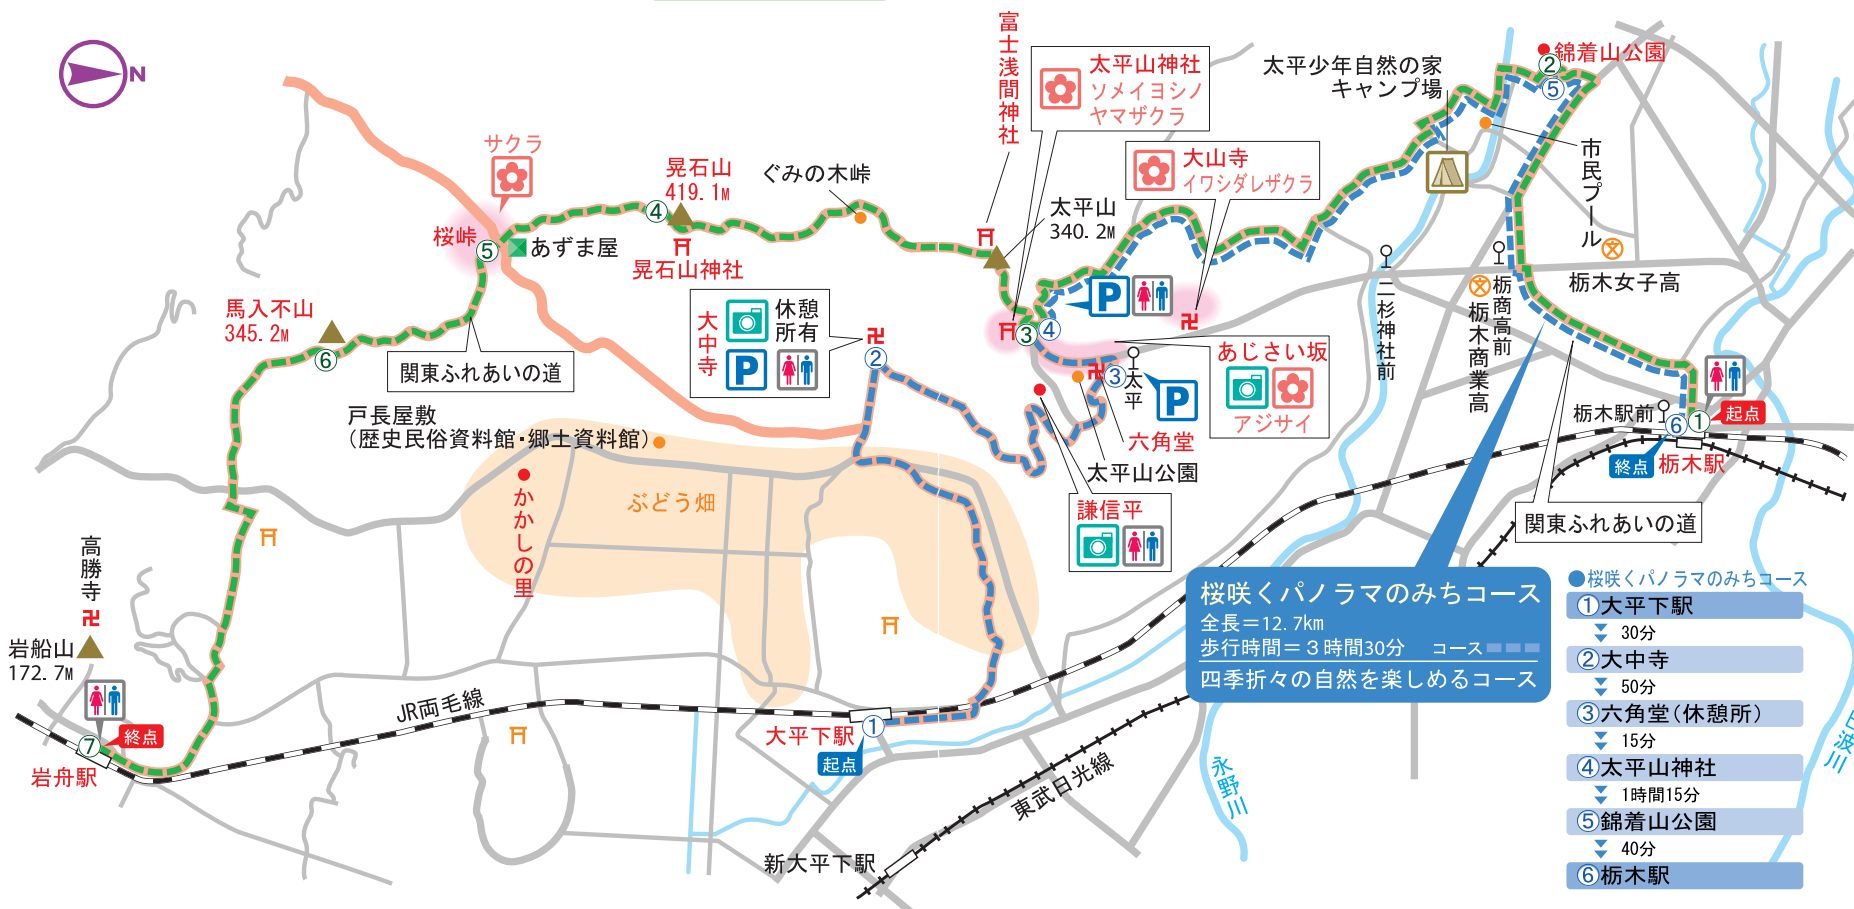 N
サクラ
桜峠
あずま屋
晃石山
419.1M
晃石山神社
ぐみの木峠
富士浅間神社
太平山神社
ソメイヨシノ
ヤマザクラ
太平山
340.2M
大山寺
イワシダレザクラ
太平少年自然の家
キャンプ場
錦着山公園
市民プール
栃木女子高
二杉神社前
栃商高前
栃木商業高
馬入不山
345.2M
関東ふれあいの道
大中寺
休憩
所有
P
P
太平
P
あじさい坂
アジサイ
六角堂
太平山公園
謙信平
栃木駅前
起点
終点
栃木駅
関東ふれあいの道
戸長屋敷
(歴史民俗資料館・郷土資料館)
かかしの里
ぶどう畑
高勝寺
岩船山
172.7M
終点
岩舟駅
JR両毛線
大平下駅
起点
新大平下駅
東武日光線
永野川
巴波川
①
②
③
④
⑤
⑥
①
②
③
④
⑤
⑥
⑦
桜咲くパノラマのみちコース
全長=12.7km
歩行時間=3時間30分 コース
四季折々の自然を楽しめるコース
●桜咲くパノラマのみちコース
①大平下駅
30分
②大中寺
50分
③六角堂(休憩所)
15分
④太平山神社
1時間15分
⑤錦着山公園
40分
⑥栃木駅